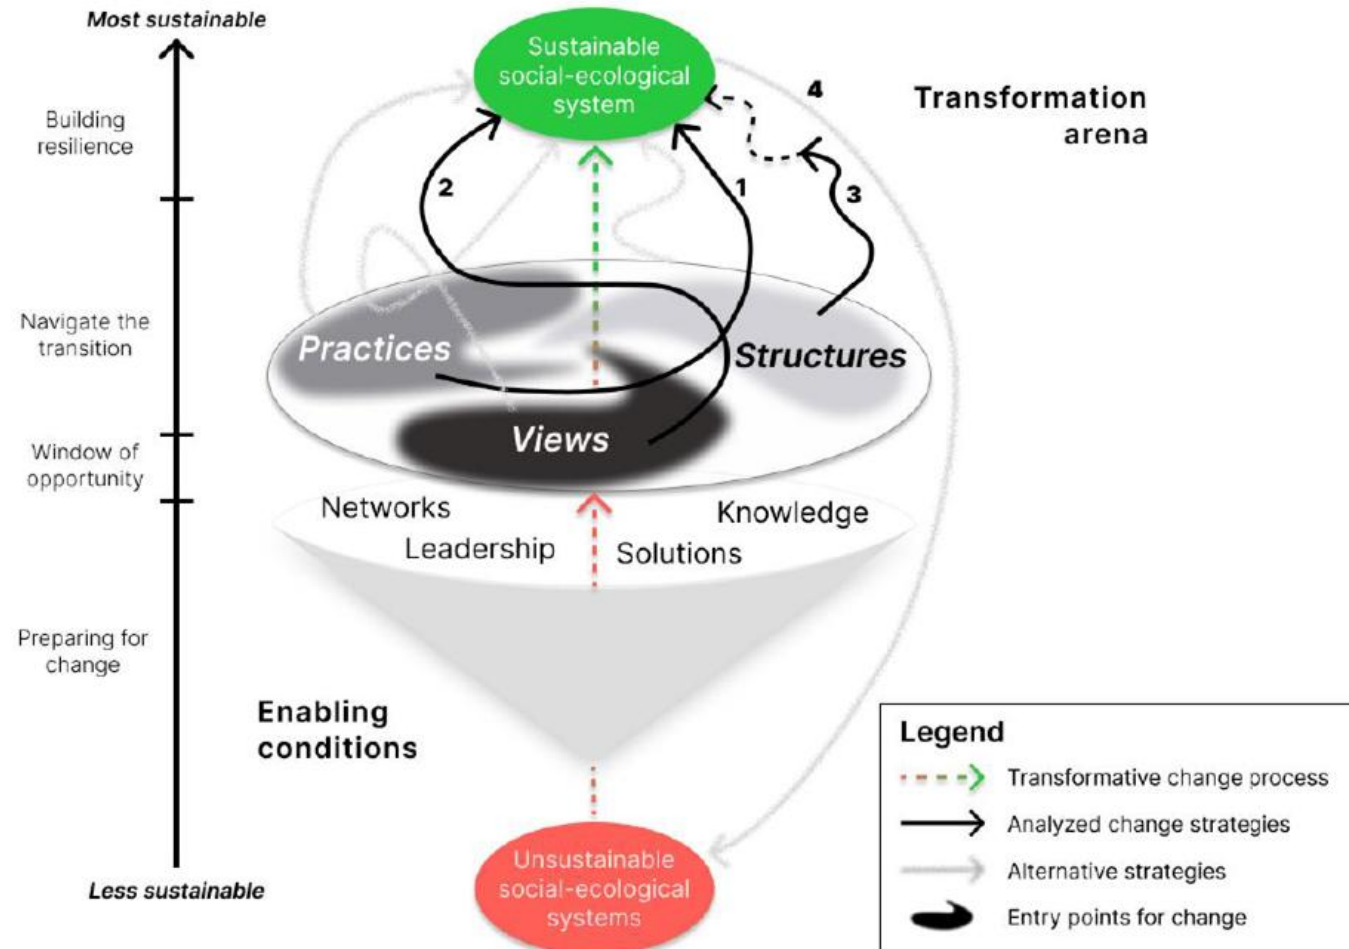 Most sustainable
Building
resilience
Navigate the
transition
Window of
opportunity
Preparing for
change
Less sustainable
Sustainable
social-ecological
system
Transformation
arena
4
2
1
3
Practices
Structures
Views
Networks
Knowledge
Leadership
Solutions
Enabling
conditions
Unsustainable
social-ecological
systems
Legend
Transformative change process
Analyzed change strategies
Alternative strategies
Entry points for change